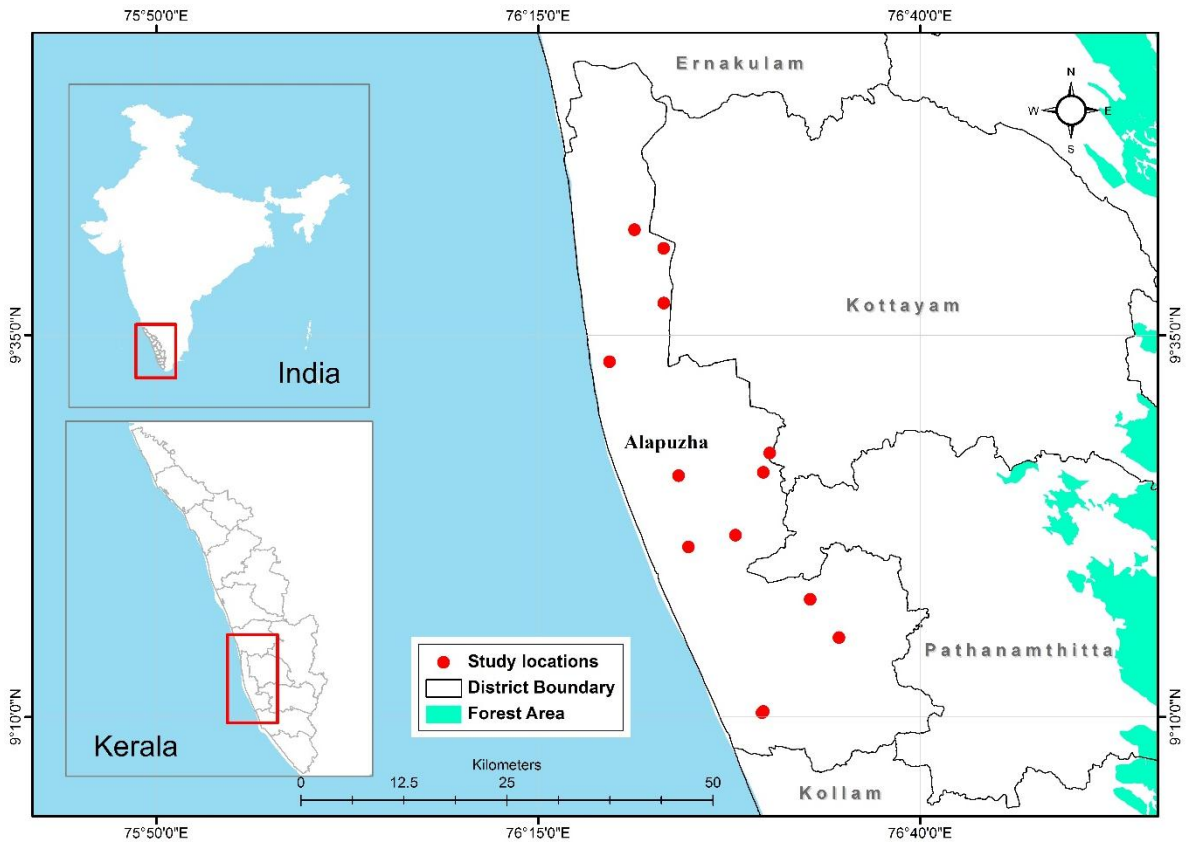 75°50'0"E
76°15'0"E
76°40'0"E
Ernakulam
N
W
E
S
Kottayam
9°35'0"N
9°35'0"N
India
Alapuzha
Pathanamthitta
Study locations
District Boundary
Forest Area
9°10'0"N
9°10'0"N
Kerala
Kilometers
0 12.5 25 50
Kollam
75°50'0"E
76°15'0"E
76°40'0"E